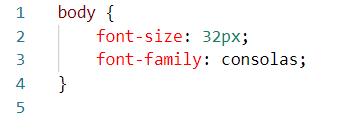 1 body {
2     font-size: 32px;
3     font-family: consolas;
4 }
5